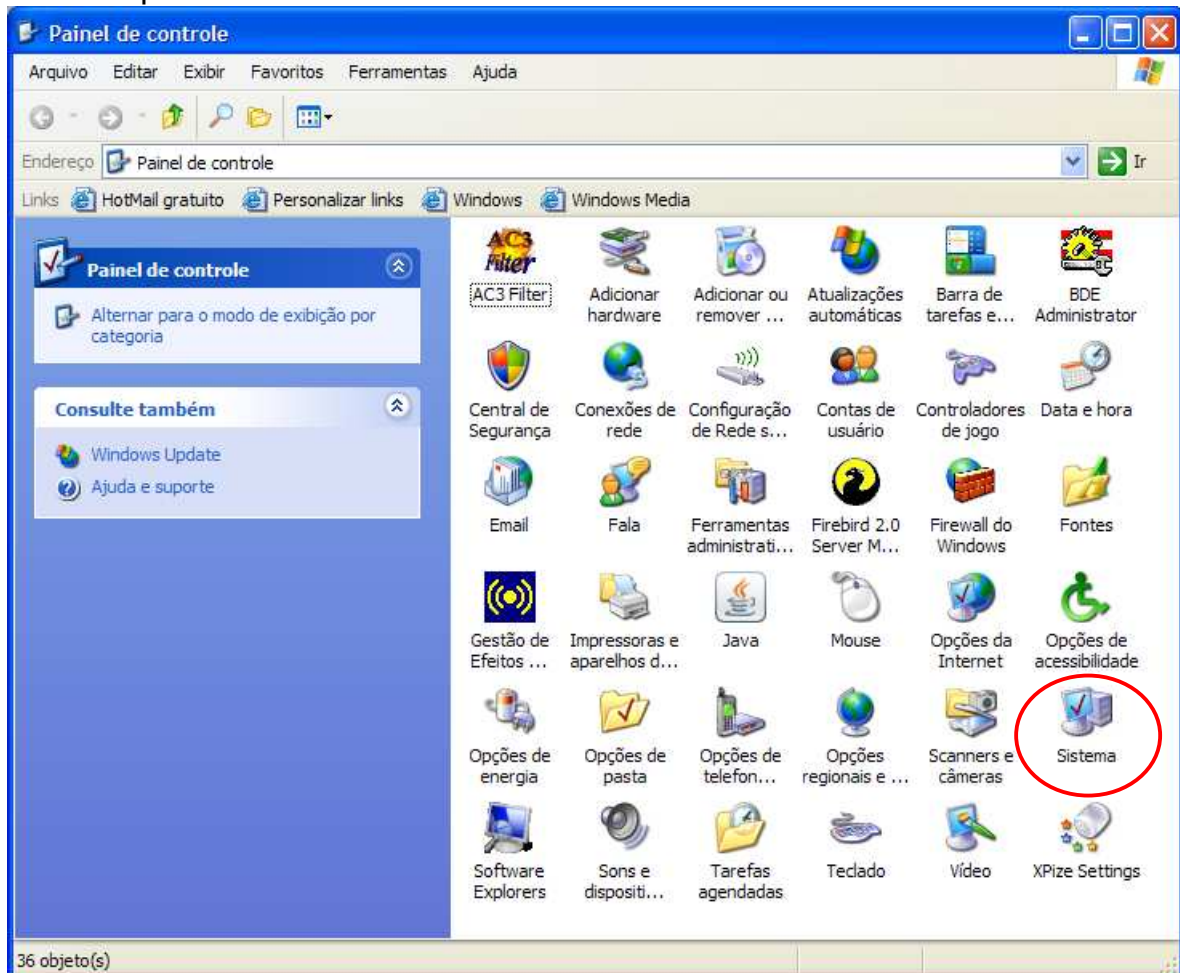 Painel de controle
Arquivo Editar Exibir Favoritos Ferramentas Ajuda
Endereço Painel de controle Ir
Links HotMail gratuito Personalizar links Windows Windows Media
Painel de controle
Alternar para o modo de exibição por
categoria
Consulte também
Windows Update
Ajuda e suporte
AC3 Filter
AC3 Filter
Adicionar
hardware
Adicionar ou
remover ...
Atualizações
automáticas
Barra de
tarefas e...
BDE
Administrator
Central de
Segurança
Conexões de
rede
Configuração
de Rede s...
Contas de
usuário
Controladores
de jogo
Data e hora
Email
Fala
Ferramentas
administrati...
Firebird 2.0
Server M...
Firewall do
Windows
Fontes
Gestão de
Efeitos ...
Impressoras e
aparelhos d...
Java
Mouse
Opções da
Internet
Opções de
acessibilidade
Opções de
energia
Opções de
pasta
Opções de
telefon...
Opções
regionais e ...
Scanners e
câmeras
Sistema
Software
Explorers
Sons e
dispositi...
Tarefas
agendadas
Teclado
Vídeo
XPize Settings
36 objeto(s)